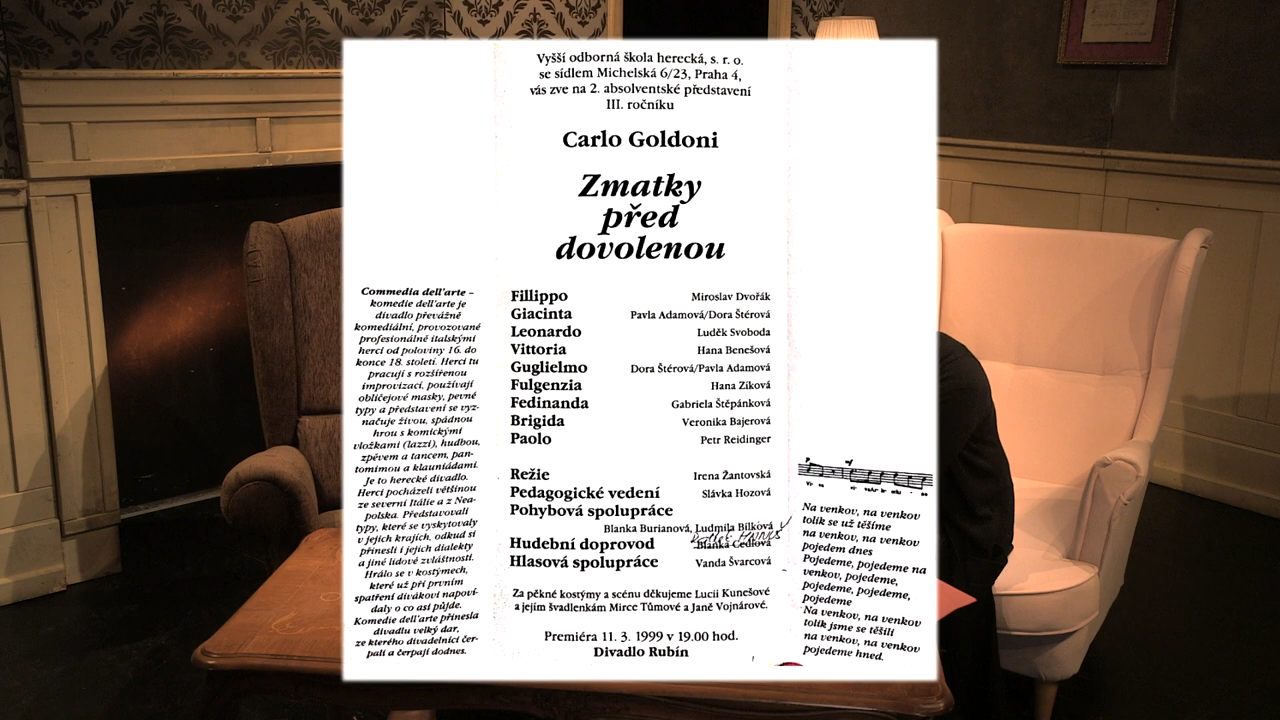 Vyšší odborná škola herecká, s. r. o.
se sídlem Michelská 6/23, Praha 4,
vás zve na 2. absolventské představení
III. ročníku
Carlo Goldoni
Zmatky
před
dovolenou
Commedia dell'arte –
komedie dell'arte je
divadlo převážně
komediální, provozované
profesionálně italskými
herci od poloviny 16. do
konce 18. století. Herci tu
pracují s rozšířenou
improvizací, používají
obličejové masky, pevné
typy a představení se vyz-
načuje živou, spádnou
hrou s komickými
vložkami (lazzi), hudbou,
zpěvem a tancem, pan-
tomimou a klauniádami.
Je to herecké divadlo.
Herci pocházeli většinou
ze severní Itálie a z Nea-
polska. Představovali
typy, které se vyskytovaly
v jejich krajích, odkud si
přinesli i jejich dialekty
a jiné lidové zvláštnosti.
Hrálo se v kostýmech,
které už při prvním
spatření divákovi napoví-
daly o co asi půjde.
Komedie dell'arte přinesla
divadlu velký dar,
ze kterého divadelníci čer-
pali a čerpají dodnes.
Fillippo Miroslav Dvořák
Giacinta Pavla Adamová/Dora Štérová
Leonardo Luděk Svoboda
Vittoria Hana Benešová
Guglielmo Dora Štérová/Pavla Adamová
Fulgenzia Hana Ziková
Fedinanda Gabriela Štěpánková
Brigida Veronika Bajerová
Paolo Petr Reidinger
Režie Irena Žantovská
Pedagogické vedení Slávka Hozová
Pohybová spolupráce
Blanka Burianová, Ludmila Bílková
Hudební doprovod Blanka Cedlová
Hlasová spolupráce Vanda Švarcová
Za pěkné kostýmy a scénu děkujeme Lucii Kunešové
a jejím švadlenkám Mirce Tůmové a Janě Vojnárové.
Premiéra 11. 3. 1999 v 19.00 hod.
Divadlo Rubín
Na venkov, na venkov
tolik se už těšíme
na venkov, na venkov
pojedem dnes
Pojedeme, pojedeme na
venkov, pojedeme,
pojedeme, pojedeme,
pojedeme
Na venkov, na venkov
tolik jsme se těšili
na venkov, na venkov
pojedeme hned.